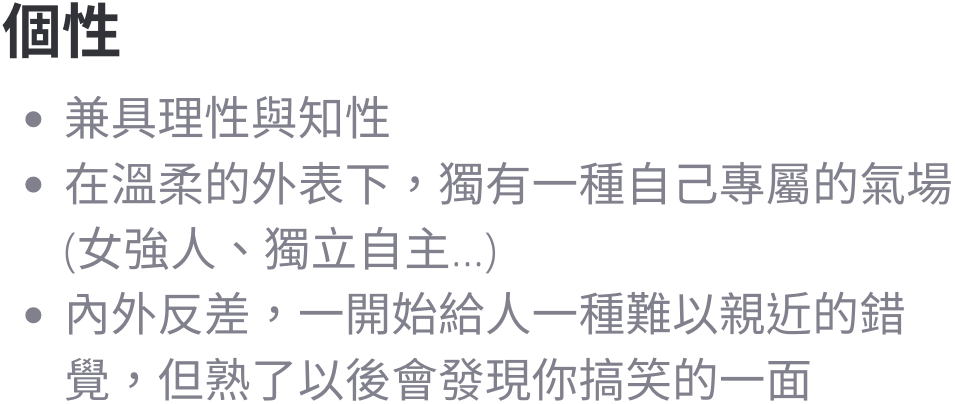 個性
• 兼具理性與知性
• 在溫柔的外表下，獨有一種自己專屬的氣場
(女強人、獨立自主...)
• 內外反差，一開始給人一種難以親近的錯
覺，但熟了以後會發現你搞笑的一面